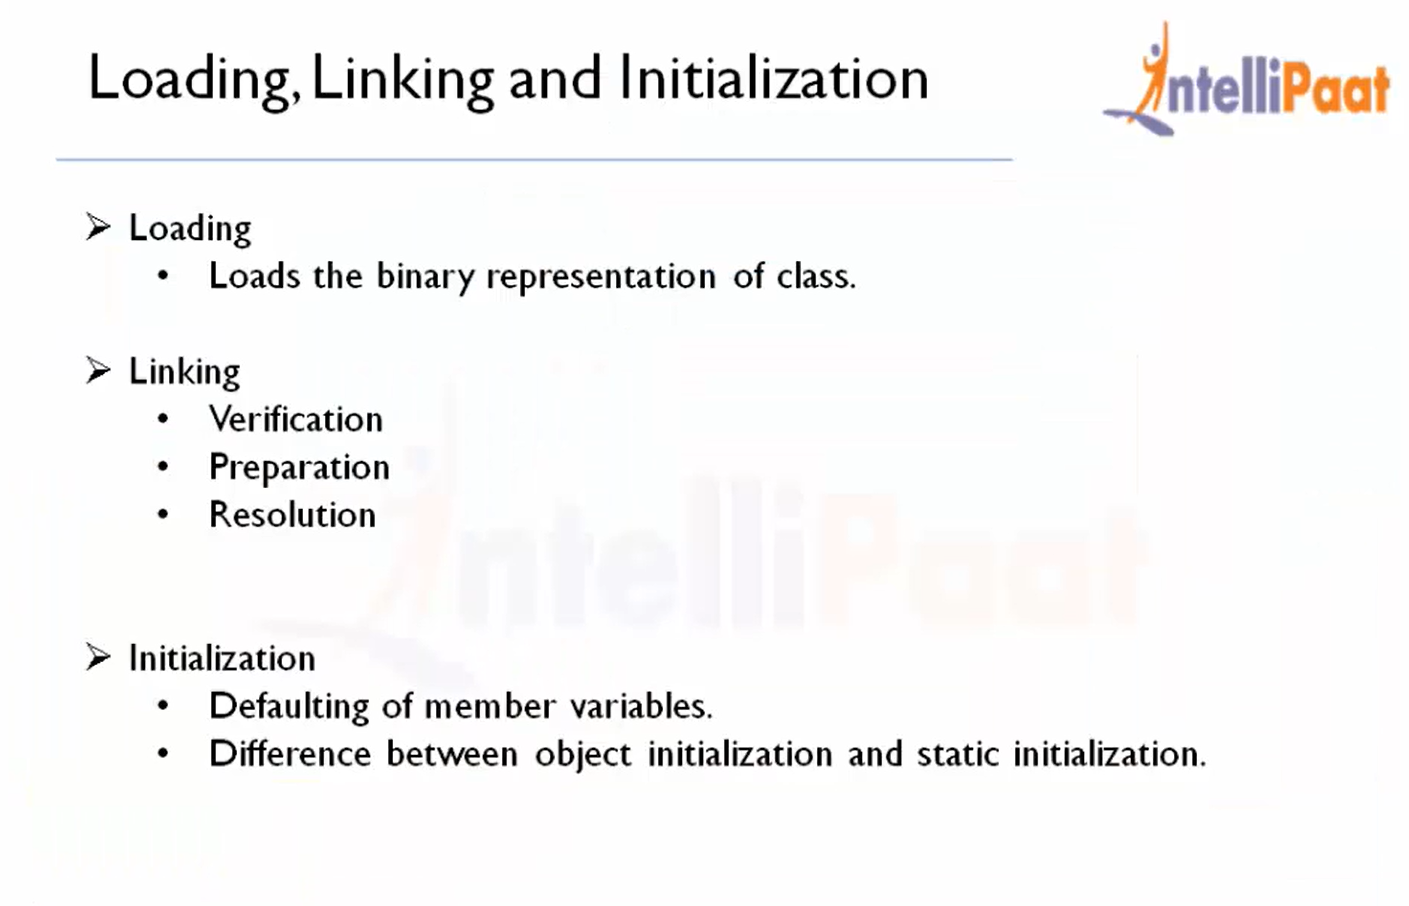 Loading, Linking and Initialization
IntelliPaat
Loading
Loads the binary representation of class.
Linking
Verification
Preparation
Resolution
IntelliPaat
Initialization
Defaulting of member variables.
Difference between object initialization and static initialization.